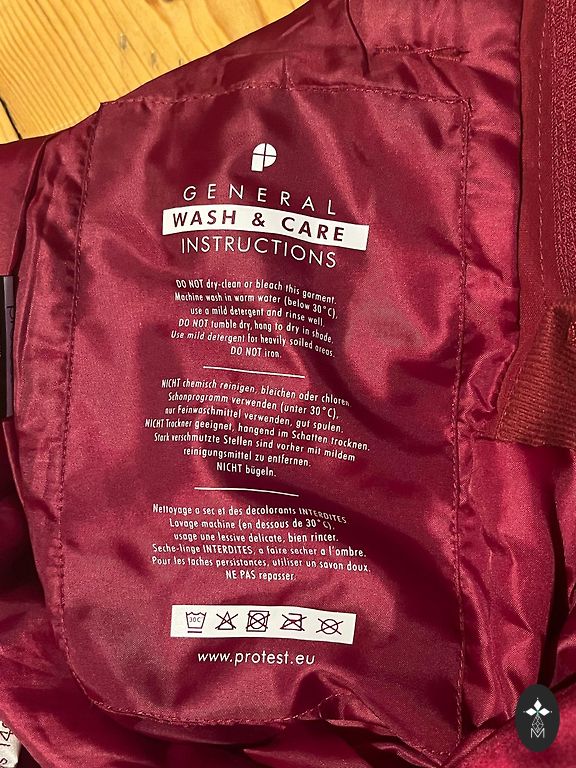 GENERAL
WASH & CARE
INSTRUCTIONS
DO NOT dry-clean or bleach this garment.
Machine wash in warm water (below 30°C),
use a mild detergent and rinse well.
DO NOT tumble dry, hang to dry in shade.
Use mild detergent for heavily soiled areas.
DO NOT iron.
NICHT chemisch reinigen, bleichen oder chloren,
Schonprogramm verwenden (unter 30°C),
nur Feinwaschmittel verwenden, gut spulen.
NICHT Trockner geeignet, hangend im Schatten trocknen.
Stark verschmutzte Stellen sind vorher mit mildem
reinigungsmittel zu entfernen.
NICHT bügeln.
Nettoyage a sec et des decolorants INTERDITES
Lavage machine (en dessous de 30°C),
usage une lessive delicate, bien rincer.
Seche-linge INTERDITES, a faire secher a l'ombre.
Pour les taches persistances, utiliser un savon doux.
NE PAS repasser.
30C
www.protest.eu
M